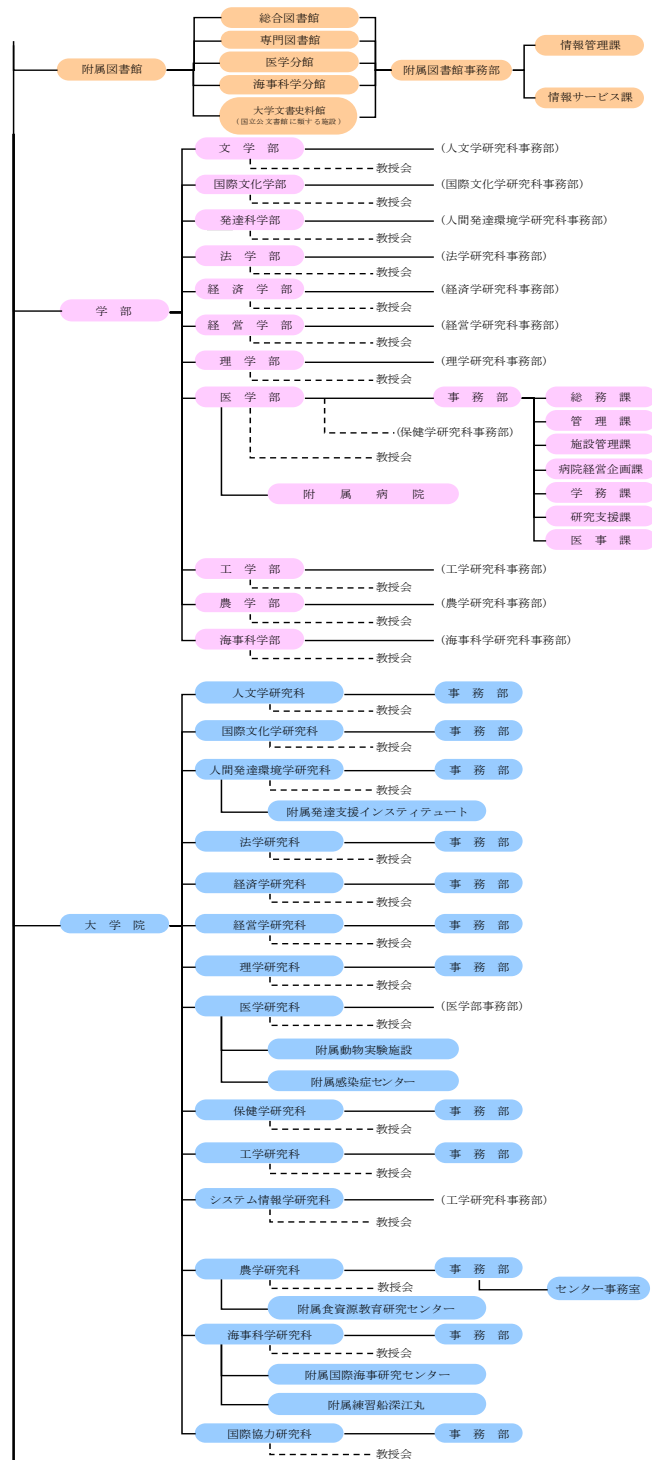 総合図書館
専門図書館
情報管理課
附属図書館
医学分館
附属図書館事務部
海事科学分館
情報サービス課
大学文書史料館
(国立公文書館に類する施設)
文学部
(人文学研究科事務部)
教授会
国際文化学部
(国際文化学研究科事務部)
教授会
発達科学部
(人間発達環境学研究科事務部)
教授会
法学部
(法学研究科事務部)
教授会
経済学部
(経済学研究科事務部)
教授会
学部
経営学部
(経営学研究科事務部)
教授会
理学部
(理学研究科事務部)
教授会
医学部
事務部
総務課
管理課
(保健学研究科事務部)
施設管理課
教授会
病院経営企画課
附属病院
学務課
研究支援課
医事課
工学部
(工学研究科事務部)
教授会
農学部
(農学研究科事務部)
教授会
海事科学部
(海事科学研究科事務部)
教授会
人文学研究科
事務部
教授会
国際文化学研究科
事務部
教授会
人間発達環境学研究科
事務部
教授会
附属発達支援インスティテュート
法学研究科
事務部
教授会
経済学研究科
事務部
教授会
大学院
経営学研究科
事務部
教授会
理学研究科
事務部
教授会
医学研究科
(医学部事務部)
教授会
附属動物実験施設
附属感染症センター
保健学研究科
事務部
教授会
工学研究科
事務部
教授会
システム情報学研究科
(工学研究科事務部)
教授会
農学研究科
事務部
教授会
センター事務室
附属食資源教育研究センター
海事科学研究科
事務部
教授会
附属国際海事研究センター
附属練習船深江丸
国際協力研究科
事務部
教授会